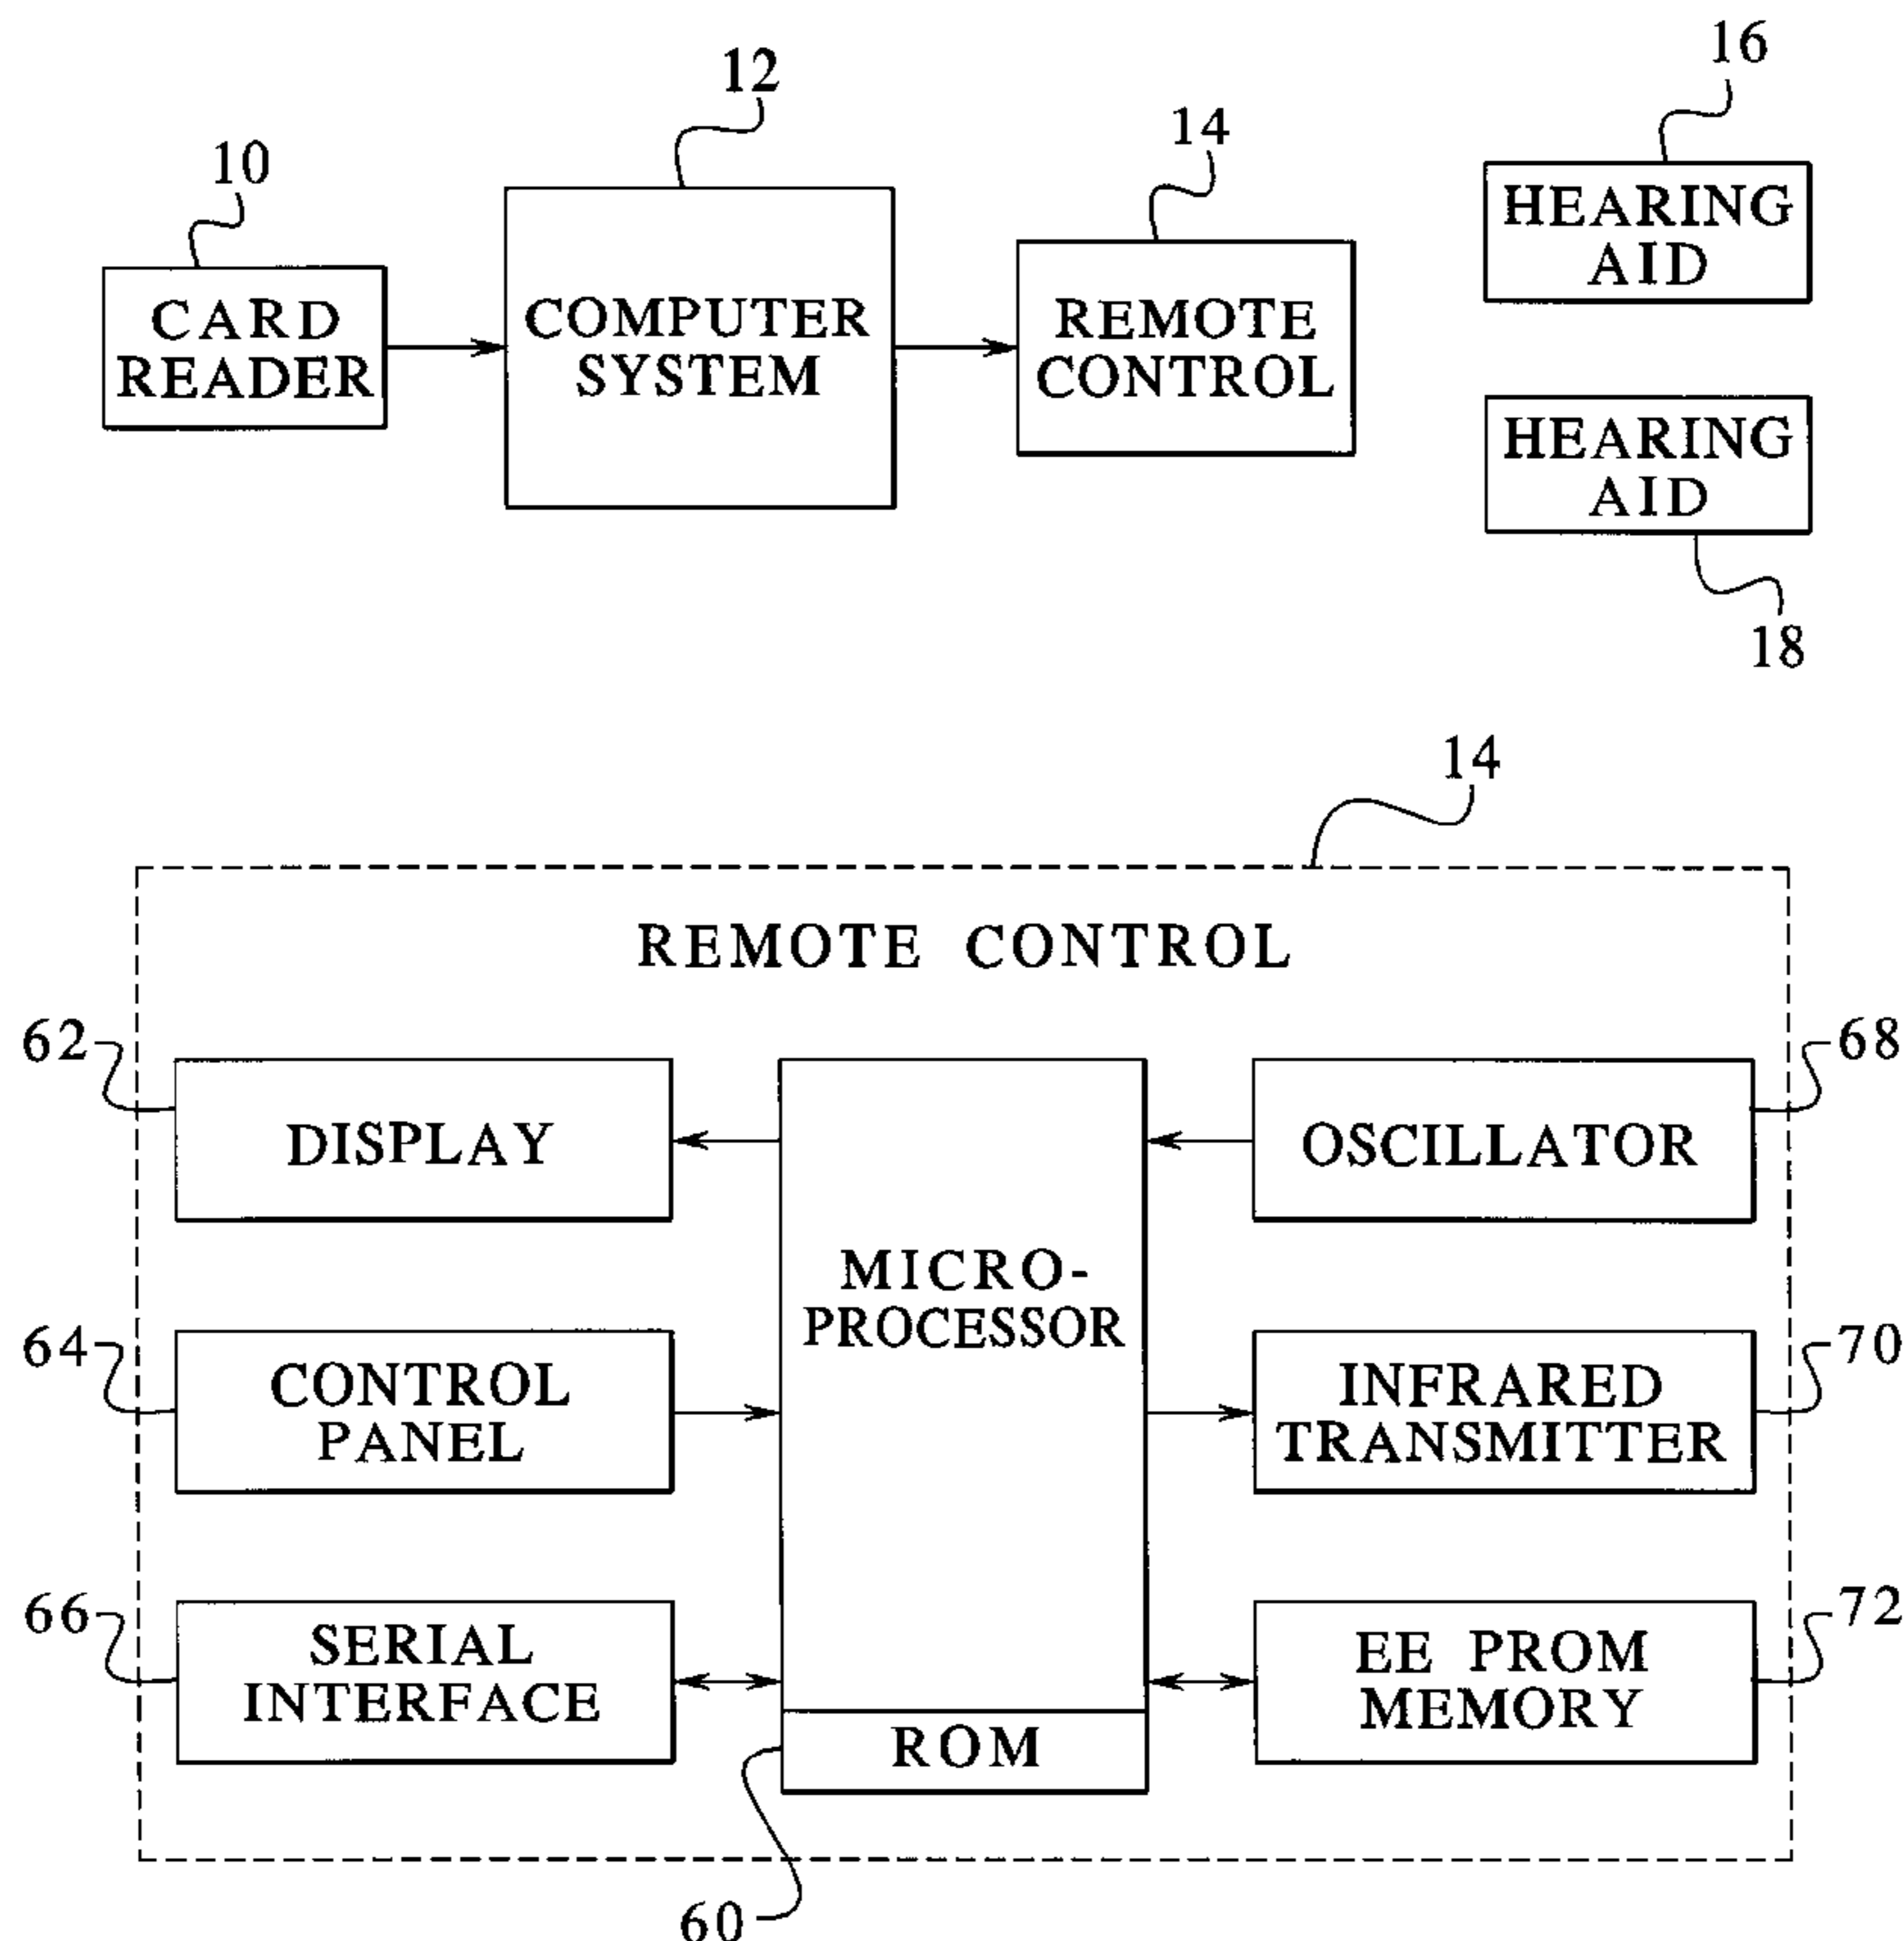 16
12
14
10
HEARING
AID
CARD
READER
COMPUTER
SYSTEM
REMOTE
CONTROL
HEARING
AID
18
14
REMOTE CONTROL
62
68
DISPLAY
OSCILLATOR
MICRO-
PROCESSOR
64
70
CONTROL
PANEL
INFRARED
TRANSMITTER
66
72
SERIAL
INTERFACE
EE PROM
MEMORY
ROM
60